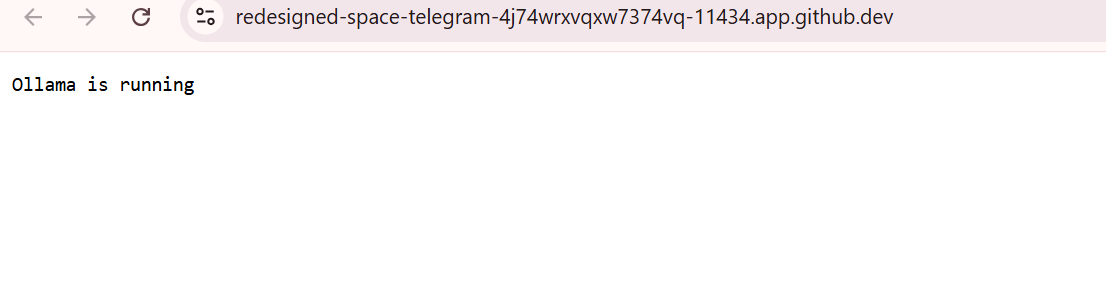 redesigned-space-telegram-4j74wrxvqxw7374vq-11434.app.github.dev
Ollama is running